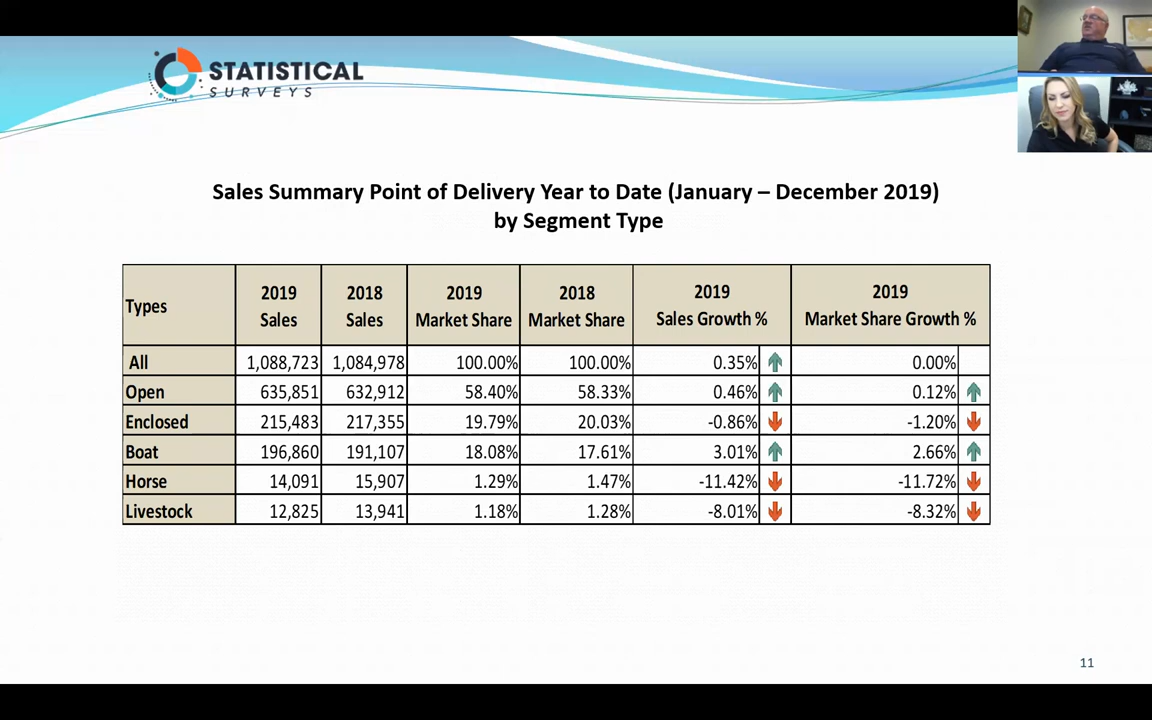 STATISTICAL
SURVEYS
Sales Summary Point of Delivery Year to Date (January – December 2019)
by Segment Type
Types 2019 Sales 2018 Sales 2019 Market Share 2018 Market Share 2019 Sales Growth % 2019 Market Share Growth %
All 1,088,723 1,084,978 100.00% 100.00% 0.35% 0.00%
Open 635,851 632,912 58.40% 58.33% 0.46% 0.12%
Enclosed 215,483 217,355 19.79% 20.03% -0.86% -1.20%
Boat 196,860 191,107 18.08% 17.61% 3.01% 2.66%
Horse 14,091 15,907 1.29% 1.47% -11.42% -11.72%
Livestock 12,825 13,941 1.18% 1.28% -8.01% -8.32%
11